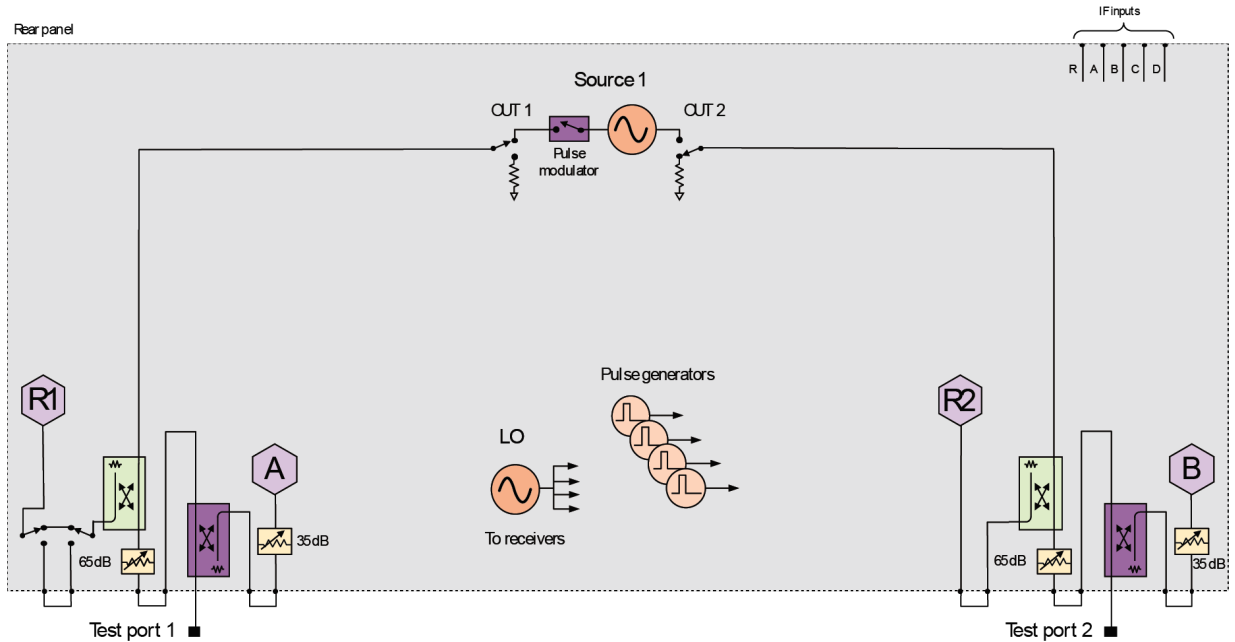 IF inputs
Rear panel
R A B C D
Source 1
OUT 1
OUT 2
Pulse
modulator
R1
Pulse generators
R2
LO
A
B
To receivers
35dB
65dB
65dB
35dB
Test port 1
Test port 2